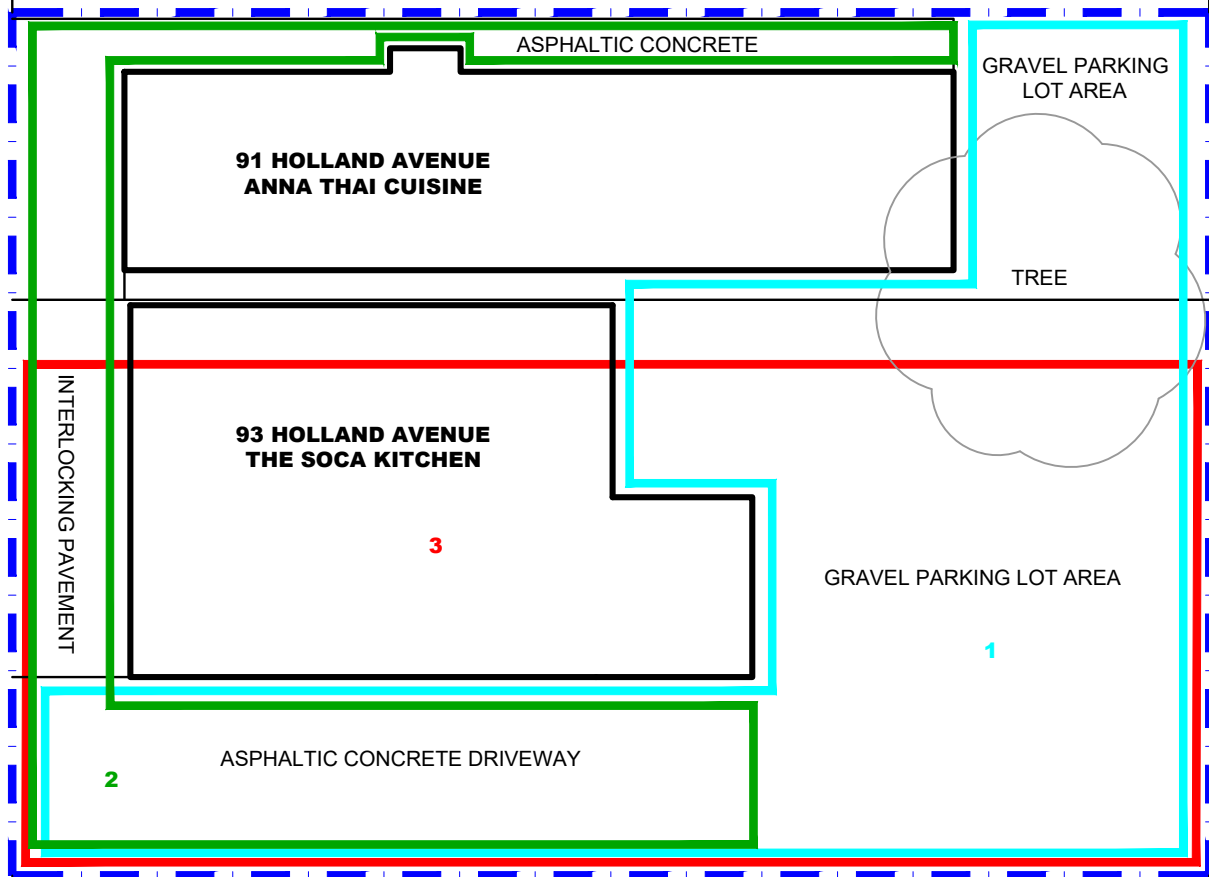 ASPHALTIC CONCRETE
GRAVEL PARKING
LOT AREA
91 HOLLAND AVENUE
ANNA THAI CUISINE
TREE
INTERLOCKING PAVEMENT
93 HOLLAND AVENUE
THE SOCA KITCHEN
3
GRAVEL PARKING LOT AREA
1
ASPHALTIC CONCRETE DRIVEWAY
2